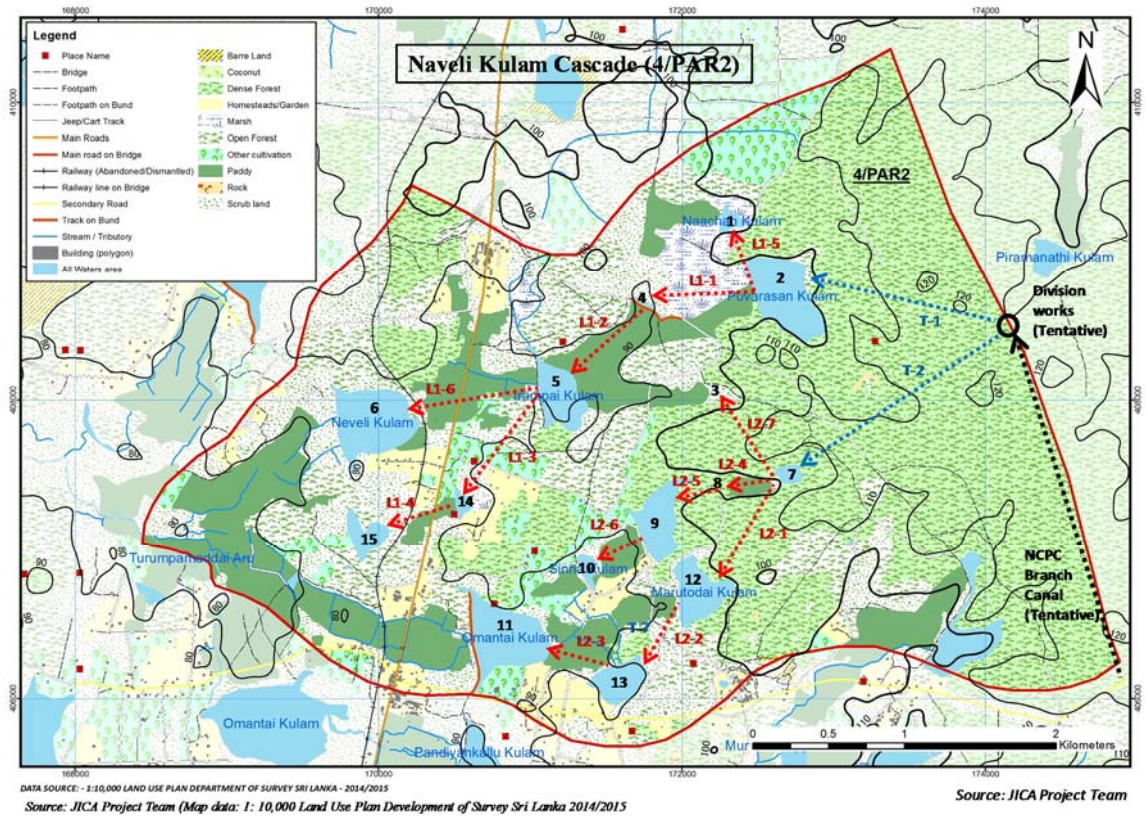 Naveli Kulam Cascade (4/PAR2)
Legend
Place Name
Bridge
Footpath
Footpath on Bund
Jeep/Cart Track
Main Roads
Main road on Bridge
Railway (Abandoned/Dismantled)
Railway line on Bridge
Secondary Road
Track on Bund
Stream / Tributory
Building (polygon)
All Waters area
Barre Land
Coconut
Dense Forest
Homesteads/Garden
Marsh
Open Forest
Other cultivation
Paddy
Rock
Scrub land
168000
170000
172000
174000
410000
408000
406000
N
4/PAR2
1
Naachan Kulam
L1-5
2
Puvarasan Kulam
L1-1
4
L1-2
Piramanathi Kulam
Division
works
(Tentative)
T-1
T-2
5
L1-6
6
Neveli Kulam
L1-3
3
L2-7
7
L2-4
8
L2-5
14
L1-4
15
9
L2-6
10
L2-1
12
Marutodai Kulam
NCPC
Branch
Canal
(Tentative)
Turumpamaddai Aru
11
Omantai Kulam
L2-3
L2-2
13
Omantai Kulam
Pandiyankallu Kulam
Mur
0 0.5 1 2
Kilometers
168000
170000
172000
174000
DATA SOURCE: - 1:10,000 LAND USE PLAN DEPARTMENT OF SURVEY SRI LANKA - 2014/2015
Source: JICA Project Team (Map data: 1: 10,000 Land Use Plan Development of Survey Sri Lanka 2014/2015
Source: JICA Project Team